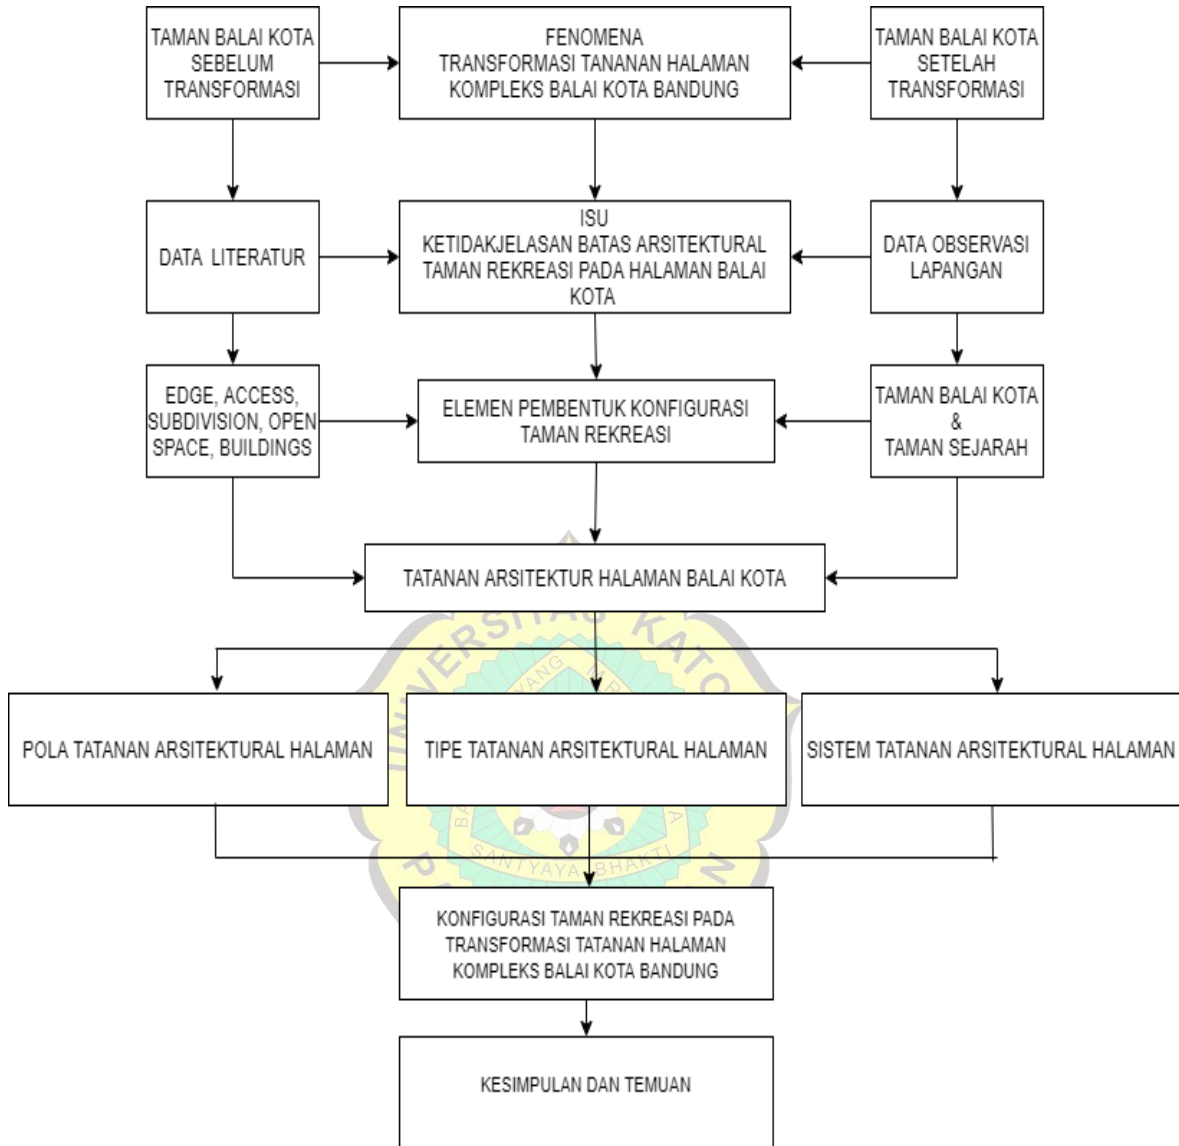 TAMAN BALAI KOTA
SEBELUM
TRANSFORMASI
FENOMENA
TRANSFORMASI TANANAN HALAMAN
KOMPLEKS BALAI KOTA BANDUNG
TAMAN BALAI KOTA
SETELAH
TRANSFORMASI
DATA LITERATUR
ISU
KETIDAKJELASAN BATAS ARSITEKTURAL
TAMAN REKREASI PADA HALAMAN BALAI
KOTA
DATA OBSERVASI
LAPANGAN
EDGE, ACCESS,
SUBDIVISION, OPEN
SPACE, BUILDINGS
ELEMEN PEMBENTUK KONFIGURASI
TAMAN REKREASI
TAMAN BALAI KOTA
&
TAMAN SEJARAH
TATANAN ARSITEKTUR HALAMAN BALAI KOTA
POLA TATANAN ARSITEKTURAL HALAMAN
TIPE TATANAN ARSITEKTURAL HALAMAN
SISTEM TATANAN ARSITEKTURAL HALAMAN
SANTYAYA BHAKTI
KONFIGURASI TAMAN REKREASI PADA
TRANSFORMASI TATANAN HALAMAN
KOMPLEKS BALAI KOTA BANDUNG
KESIMPULAN DAN TEMUAN